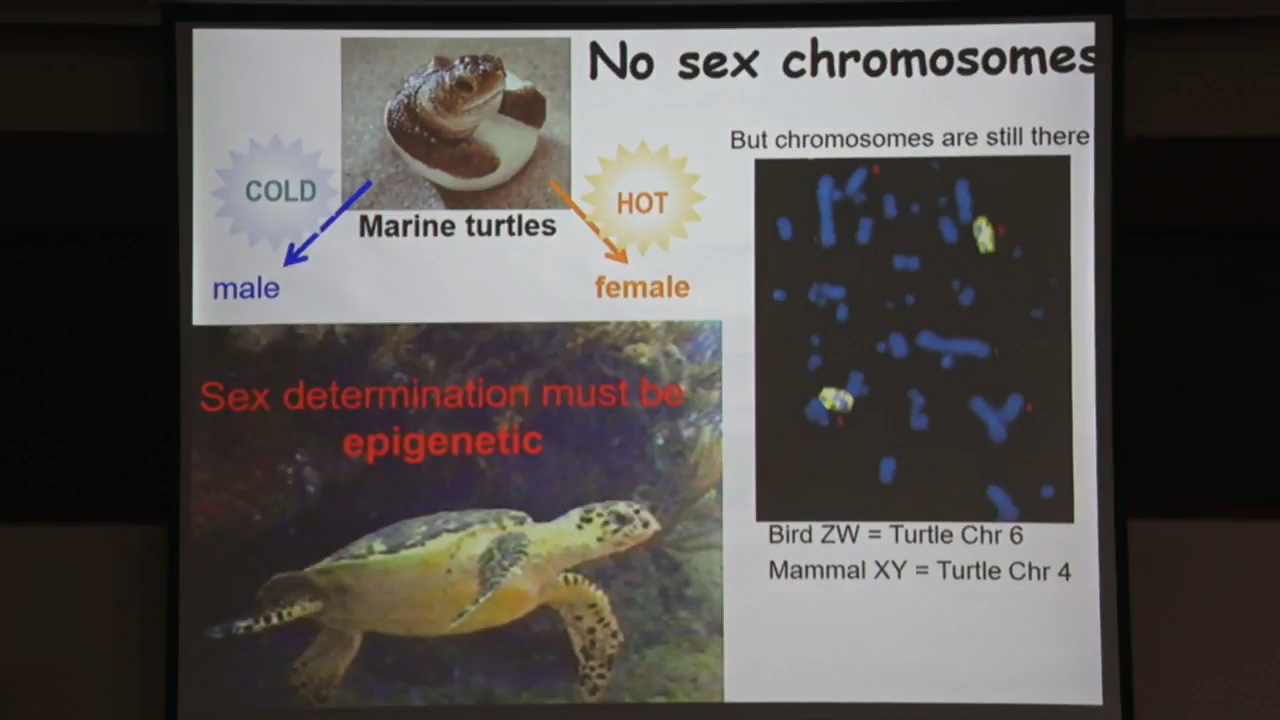 No sex chromosomes
But chromosomes are still there
COLD
HOT
Marine turtles
male
female
Sex determination must be
epigenetic
Bird ZW = Turtle Chr 6
Mammal XY = Turtle Chr 4